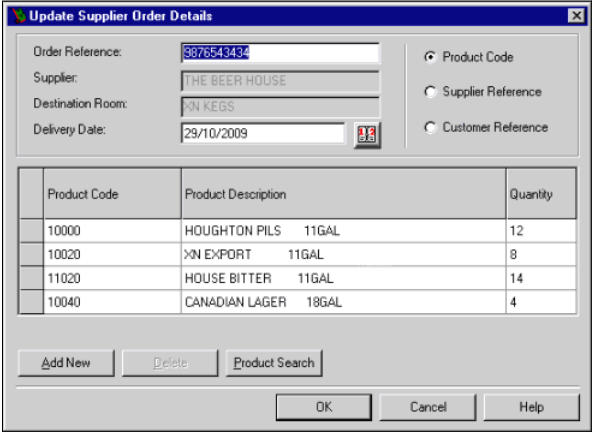 Update Supplier Order Details
Order Reference: 9876543434
Supplier: THE BEER HOUSE
Destination Room: XN KEGS
Delivery Date: 29/10/2009
Product Code
Supplier Reference
Customer Reference
Product Code Product Description Quantity
10000 HOUGHTON PILS 11GAL 12
10020 XN EXPORT 11GAL 8
11020 HOUSE BITTER 11GAL 14
10040 CANADIAN LAGER 18GAL 4
Add New Delete Product Search
OK Cancel Help